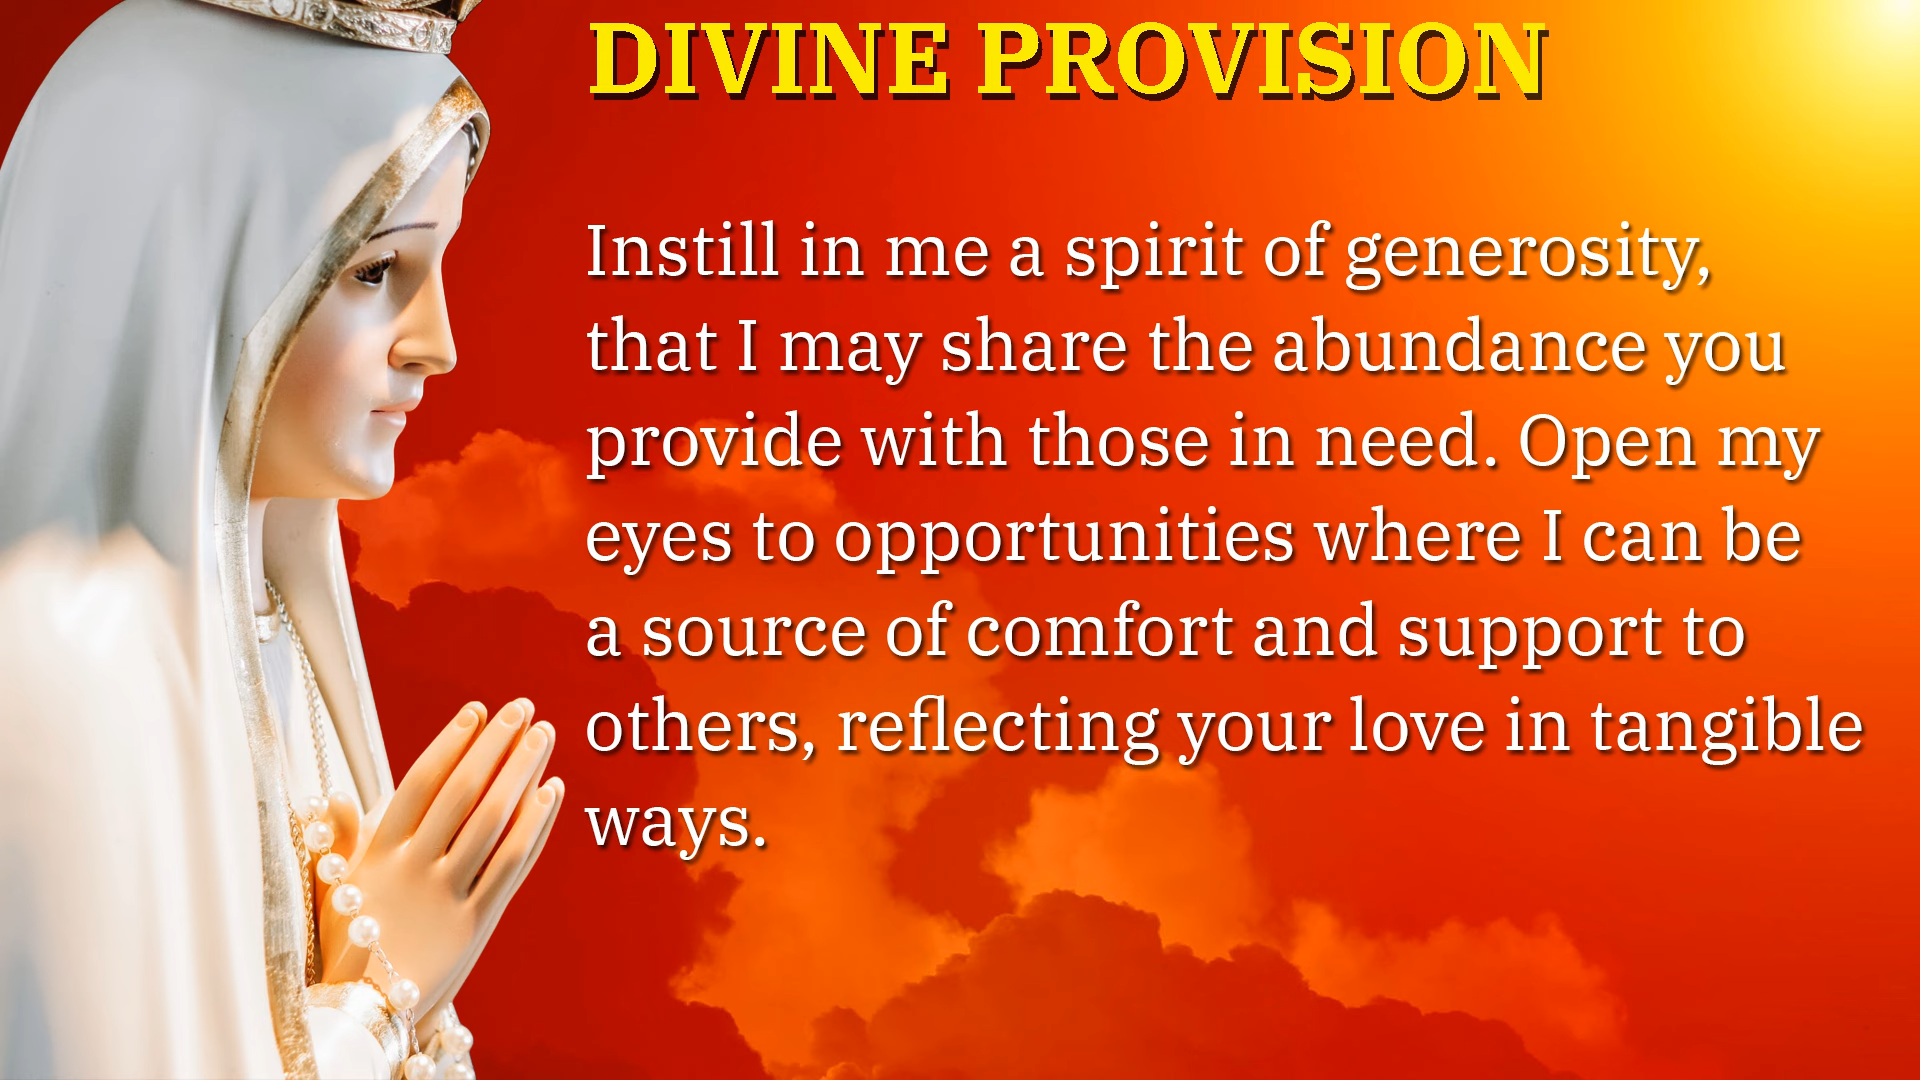 DIVINE PROVISION
Instill in me a spirit of generosity,
that I may share the abundance you
provide with those in need. Open my
eyes to opportunities where I can be
a source of comfort and support to
others, reflecting your love in tangible
ways.